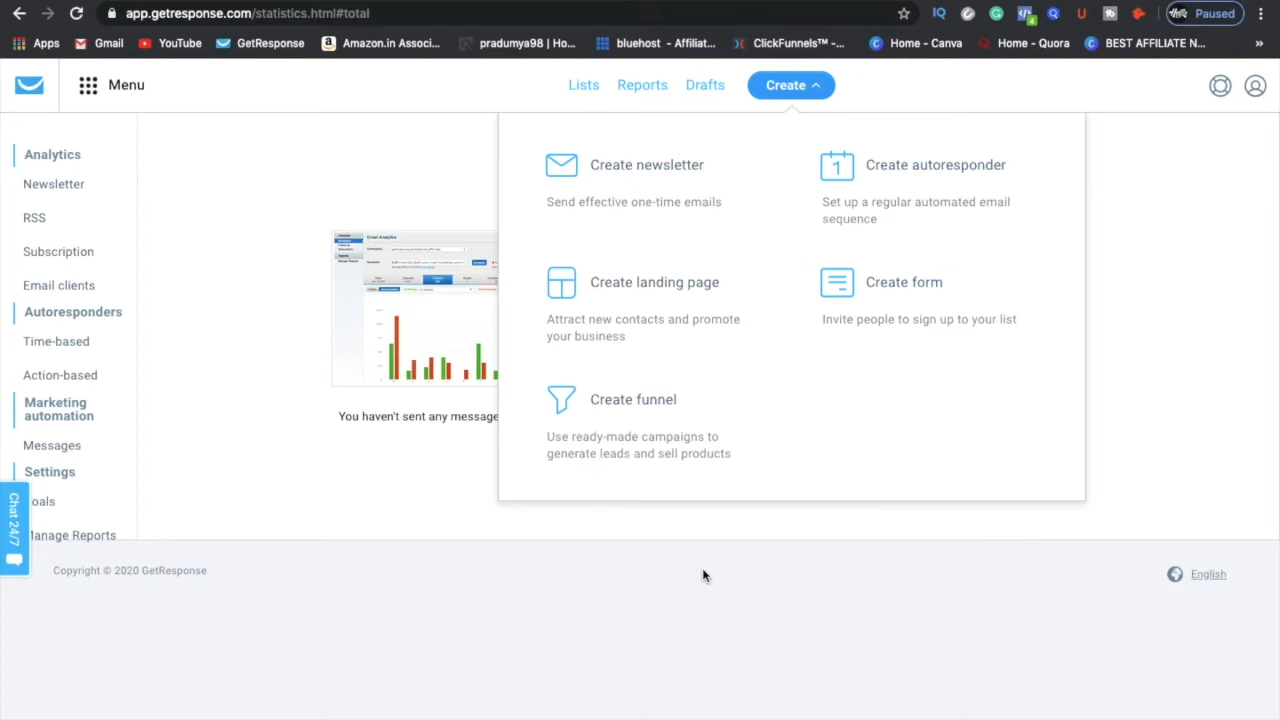 app.getresponse.com/statistics.html#total
4
Paused
Apps
Gmail
YouTube
GetResponse
Amazon.in Associ...
pradumya98 | Ho...
bluehost - Affiliat...
ClickFunnels™ -...
Home - Canva
Home - Quora
BEST AFFILIATE N...
»
Menu
Lists
Reports
Drafts
Create
Analytics
Newsletter
RSS
Subscription
Email clients
Autoresponders
Time-based
Action-based
Marketing
automation
Messages
Settings
oals
Manage Reports
Chat 24/7
Email Analytics
You haven't sent any message
Create newsletter
Send effective one-time emails
1
Create autoresponder
Set up a regular automated email
sequence
Create landing page
Attract new contacts and promote
your business
Create form
Invite people to sign up to your list
Create funnel
Use ready-made campaigns to
generate leads and sell products
Copyright © 2020 GetResponse
English